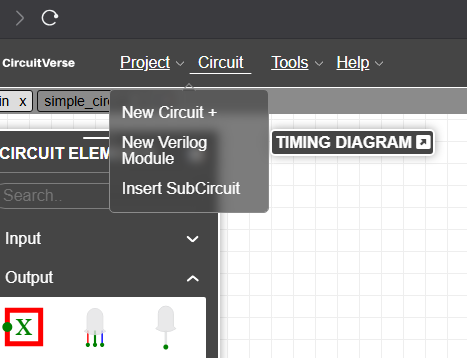 CircuitVerse Project Circuit Tools Help
in x simple_circ
New Circuit +
New Verilog
Module
Insert SubCircuit
TIMING DIAGRAM
CIRCUIT ELEM
Search..
Input
Output
X